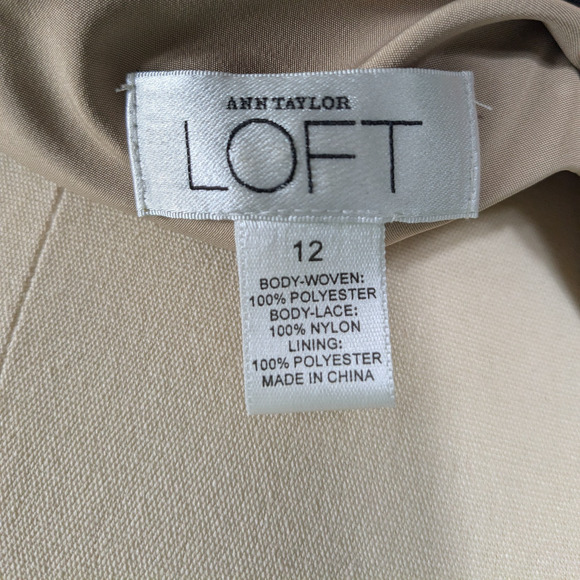 ANN TAYLOR
LOFT
12
BODY-WOVEN:
100% POLYESTER
BODY-LACE:
100% NYLON
LINING:
100% POLYESTER
MADE IN CHINA